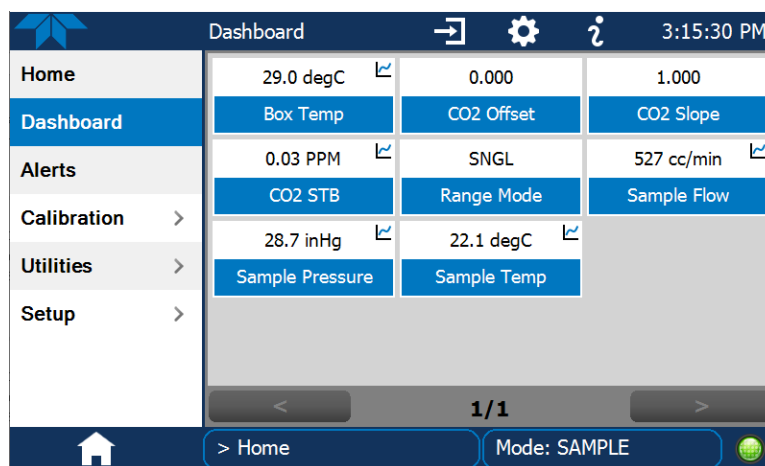 Dashboard
3:15:30 PM
Home
Dashboard
Alerts
Calibration >
Utilities >
Setup >
29.0 degC
Box Temp
0.000
CO2 Offset
1.000
CO2 Slope
0.03 PPM
CO2 STB
SNGL
Range Mode
527 cc/min
Sample Flow
28.7 inHg
Sample Pressure
22.1 degC
Sample Temp
< 1/1 >
> Home
Mode: SAMPLE